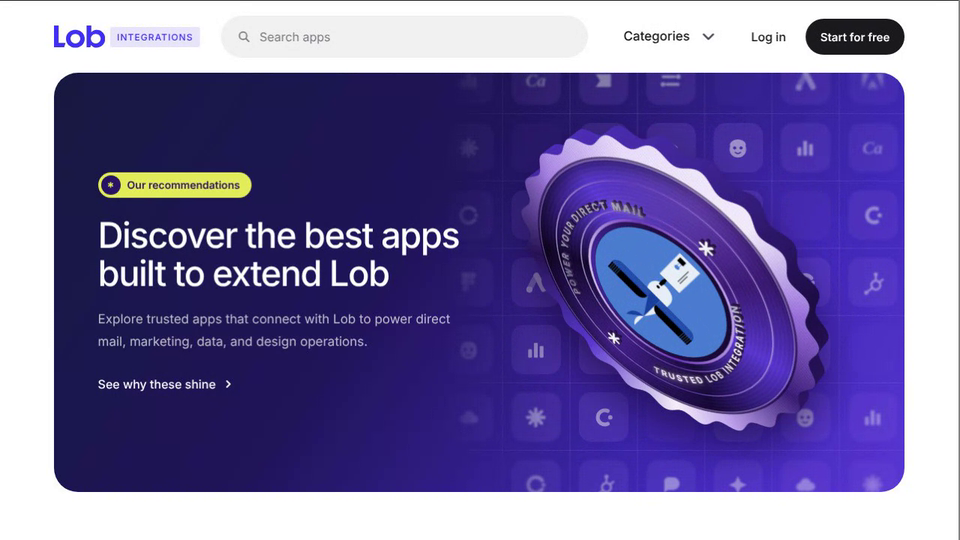 Lob INTEGRATIONS
Search apps
Categories
Log in
Start for free
Our recommendations
Discover the best apps
built to extend Lob
Explore trusted apps that connect with Lob to power direct
mail, marketing, data, and design operations.
See why these shine
POWER YOUR DIRECT MAIL
TRUSTED LOB INTEGRATION
Ca
Ca